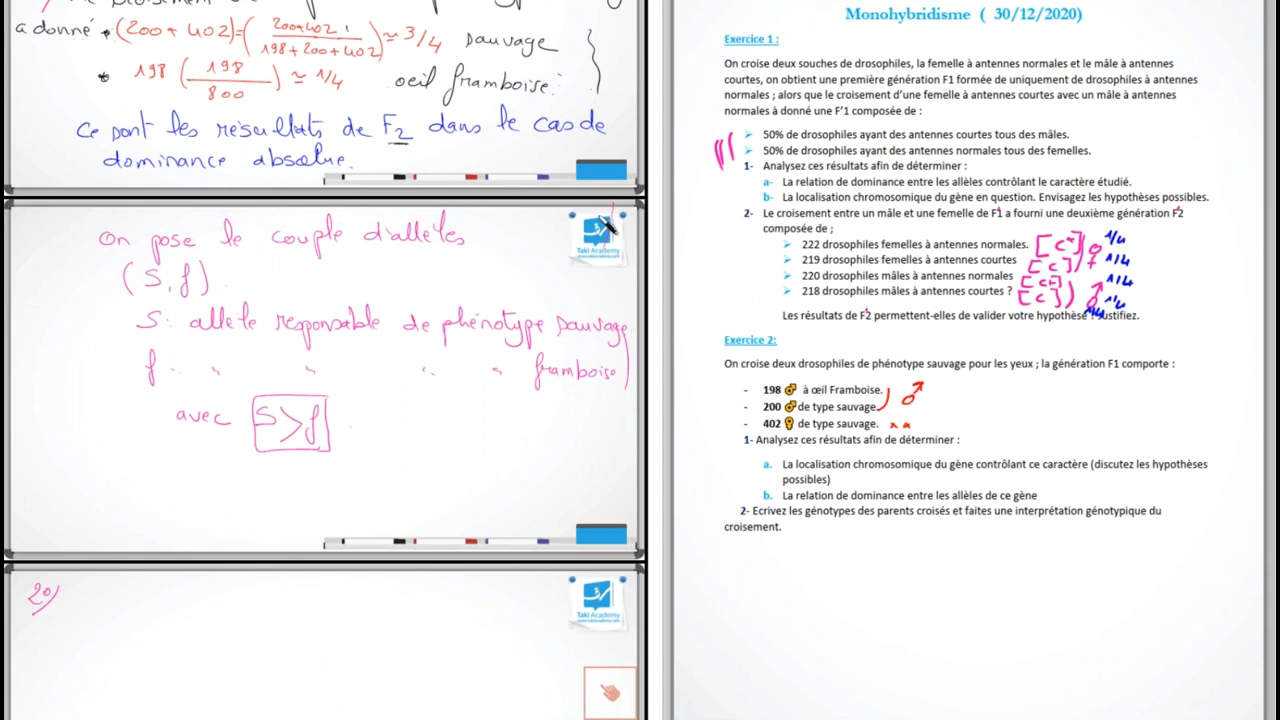 a donné • (200+402)=(200+402 / 198+200+402) ≃ 3/4 sauvage
• 198 (198 / 800) ≃ 1/4 oeil framboise.
Ce sont les résultats de F2 dans le cas de
dominance absolue.
On pose le couple d'allèles
(S, f)
S: allèle responsable de phénotype sauvage
f " " " " framboise
avec S>f
Taki Academy
www.takiacademy.com
2°)
Taki Academy
www.takiacademy.com
Monohybridisme ( 30/12/2020)
Exercice 1 :
On croise deux souches de drosophiles, la femelle à antennes normales et le mâle à antennes
courtes, on obtient une première génération F1 formée de uniquement de drosophiles à antennes
normales ; alors que le croisement d'une femelle à antennes courtes avec un mâle à antennes
normales à donné une F'1 composée de :
➢ 50% de drosophiles ayant des antennes courtes tous des mâles.
➢ 50% de drosophiles ayant des antennes normales tous des femelles.
1- Analysez ces résultats afin de déterminer :
a- La relation de dominance entre les allèles contrôlant le caractère étudié.
b- La localisation chromosomique du gène en question. Envisagez les hypothèses possibles.
2- Le croisement entre un mâle et une femelle de F'1 a fourni une deuxième génération F'2
composée de ;
➢ 222 drosophiles femelles à antennes normales. [c+] ♀ 1/4
➢ 219 drosophiles femelles à antennes courtes [c] 1/4
➢ 220 drosophiles mâles à antennes normales 1/4
➢ 218 drosophiles mâles à antennes courtes ? [c] ♂ 1/4
Les résultats de F'2 permettent-elles de valider votre hypothèse ? Justifiez.
Exercice 2:
On croise deux drosophiles de phénotype sauvage pour les yeux ; la génération F1 comporte :
- 198 ♂ à œil Framboise.
- 200 ♂ de type sauvage. ♂
- 402 ♀ de type sauvage.
1- Analysez ces résultats afin de déterminer :
a. La localisation chromosomique du gène contrôlant ce caractère (discutez les hypothèses
possibles)
b. La relation de dominance entre les allèles de ce gène
2- Ecrivez les génotypes des parents croisés et faites une interprétation génotypique du
croisement.